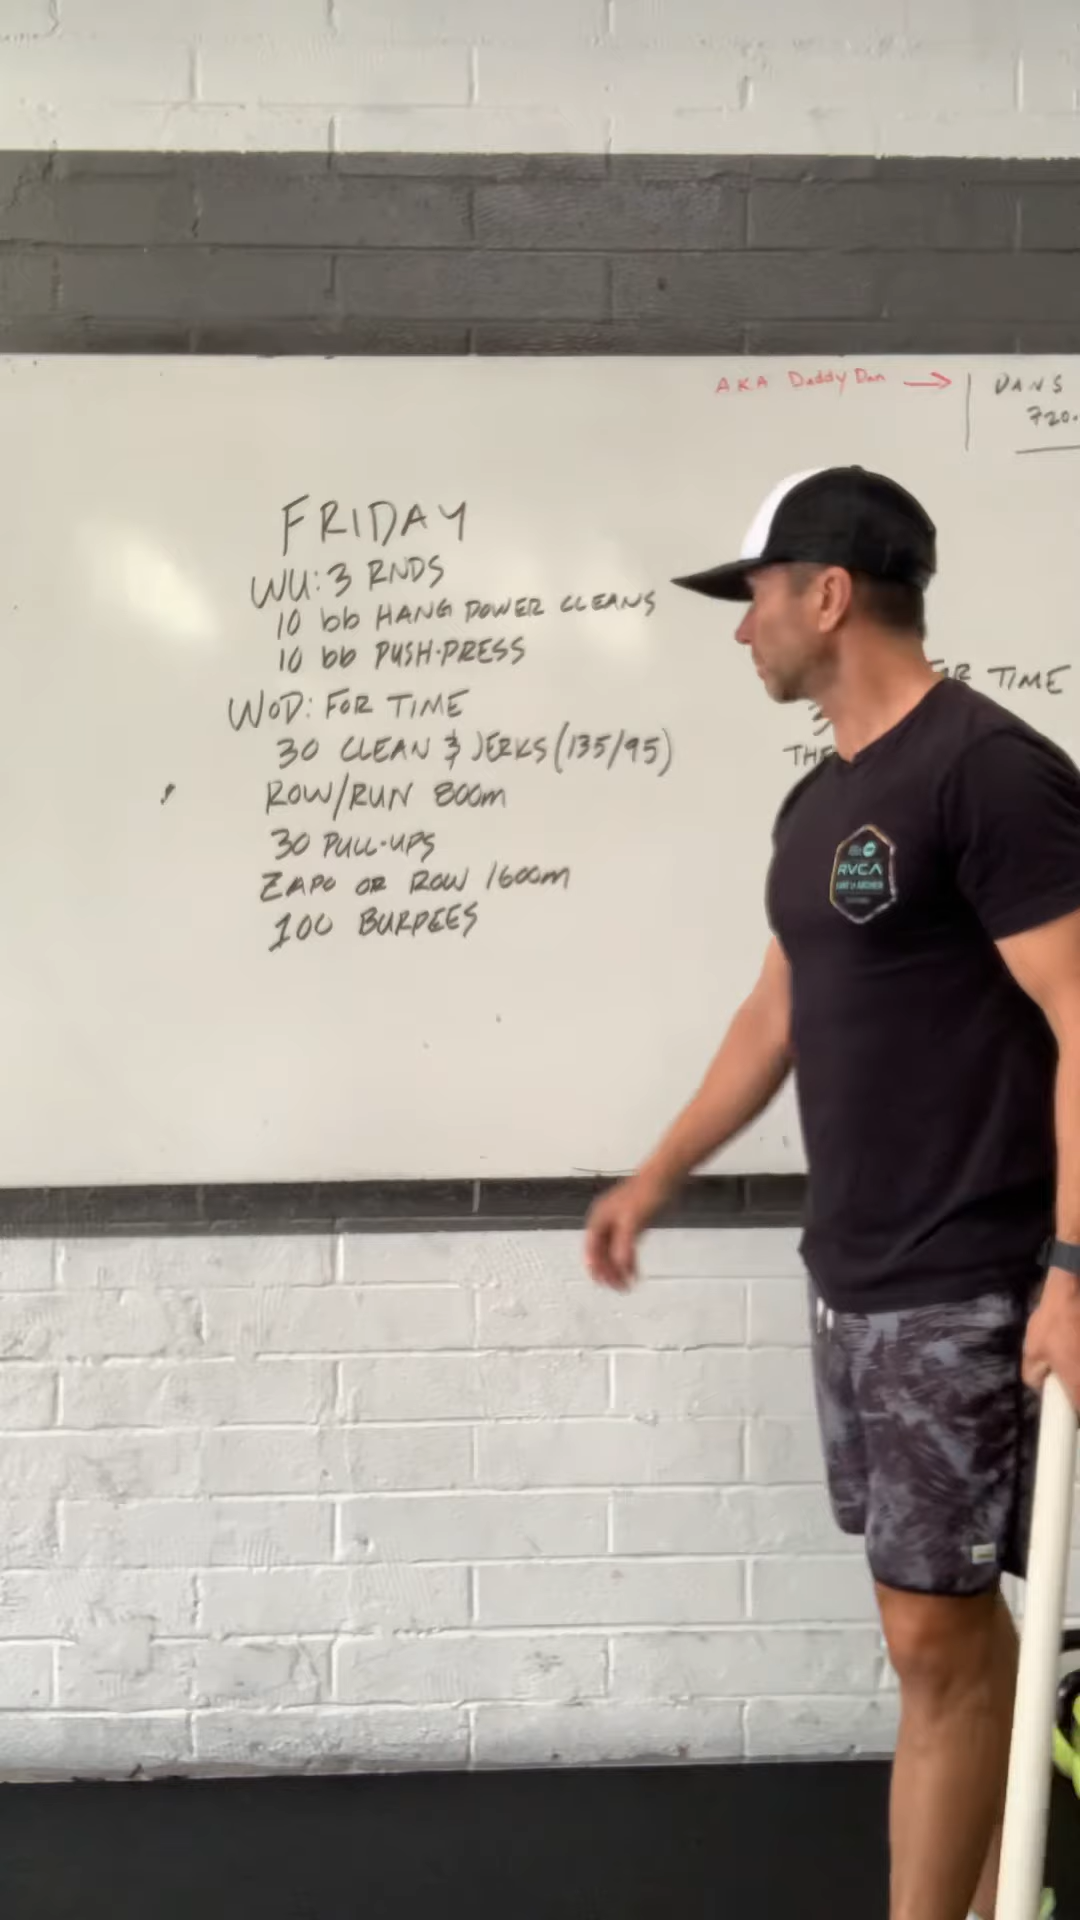 AKA Daddy Dan →
DANS
720.
FRIDAY
WU: 3 RNDS
10 bb HANG POWER CLEANS
10 bb PUSH-PRESS
WOD: FOR TIME
30 CLEAN & JERKS (135/95)
ROW/RUN 800m
30 PULL-UPS
ZAPO OR ROW 1600m
100 BURPEES
TIME
THE
RVCA